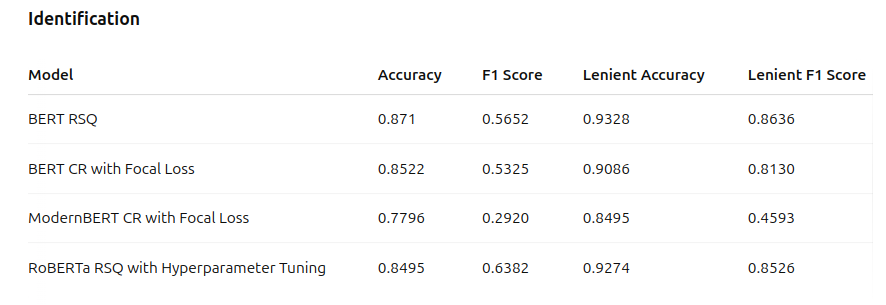 Identification
Model Accuracy F1 Score Lenient Accuracy Lenient F1 Score
BERT RSQ 0.871 0.5652 0.9328 0.8636
BERT CR with Focal Loss 0.8522 0.5325 0.9086 0.8130
ModernBERT CR with Focal Loss 0.7796 0.2920 0.8495 0.4593
RoBERTa RSQ with Hyperparameter Tuning 0.8495 0.6382 0.9274 0.8526